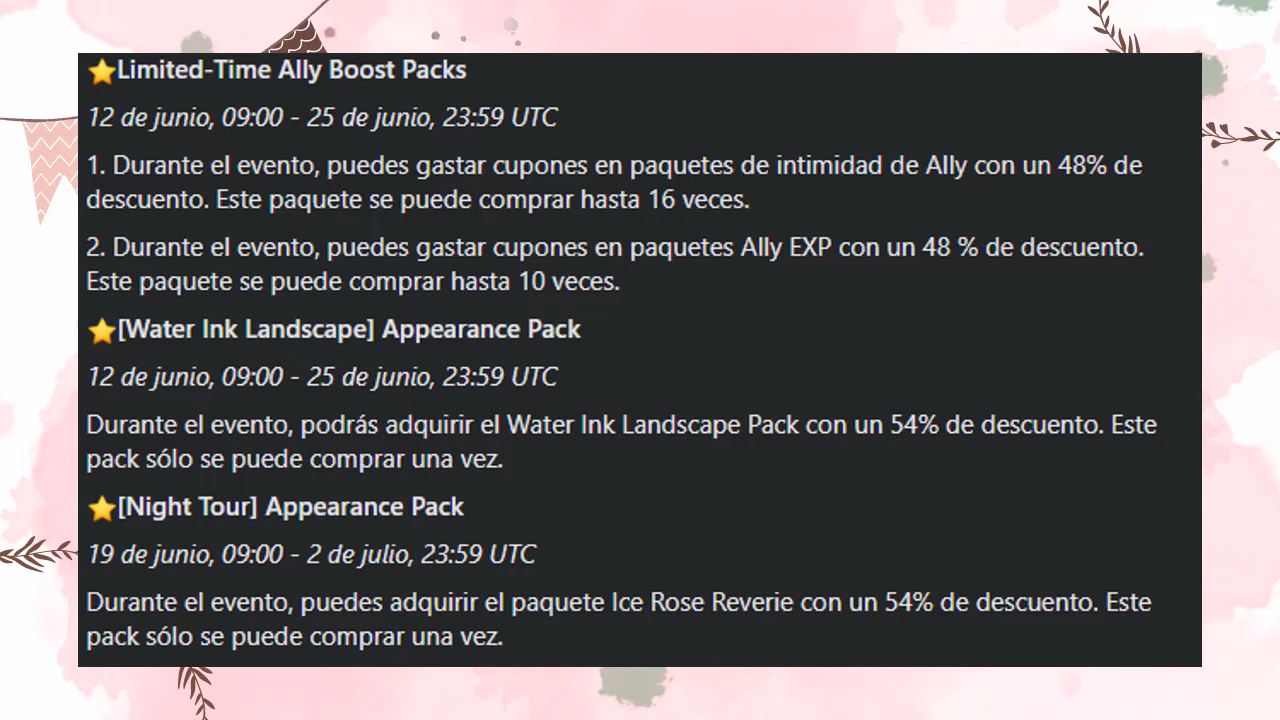 ⭐Limited-Time Ally Boost Packs
12 de junio, 09:00 - 25 de junio, 23:59 UTC
1. Durante el evento, puedes gastar cupones en paquetes de intimidad de Ally con un 48% de
descuento. Este paquete se puede comprar hasta 16 veces.
2. Durante el evento, puedes gastar cupones en paquetes Ally EXP con un 48 % de descuento.
Este paquete se puede comprar hasta 10 veces.
⭐[Water Ink Landscape] Appearance Pack
12 de junio, 09:00 - 25 de junio, 23:59 UTC
Durante el evento, podrás adquirir el Water Ink Landscape Pack con un 54% de descuento. Este
pack sólo se puede comprar una vez.
⭐[Night Tour] Appearance Pack
19 de junio, 09:00 - 2 de julio, 23:59 UTC
Durante el evento, puedes adquirir el paquete Ice Rose Reverie con un 54% de descuento. Este
pack sólo se puede comprar una vez.